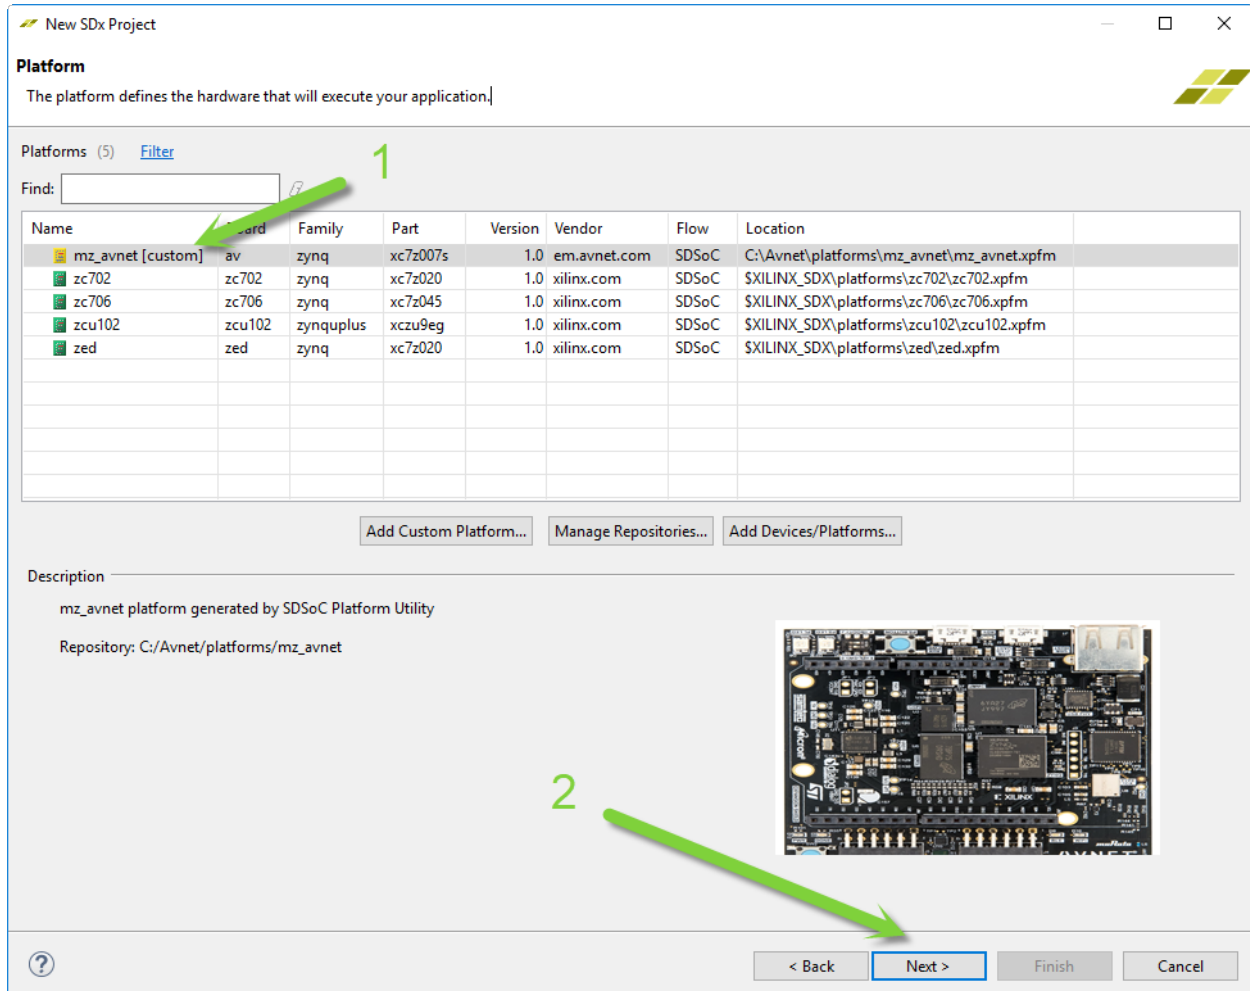 New SDx Project
Platform
The platform defines the hardware that will execute your application.
Platforms (5) Filter
1
Find:
Name Board Family Part Version Vendor Flow Location
mz_avnet [custom] av zynq xc7z007s 1.0 em.avnet.com SDSoC C:\Avnet\platforms\mz_avnet\mz_avnet.xpfm
zc702 zc702 zynq xc7z020 1.0 xilinx.com SDSoC $XILINX_SDX\platforms\zc702\zc702.xpfm
zc706 zc706 zynq xc7z045 1.0 xilinx.com SDSoC $XILINX_SDX\platforms\zc706\zc706.xpfm
zcu102 zcu102 zynquplus xczu9eg 1.0 xilinx.com SDSoC $XILINX_SDX\platforms\zcu102\zcu102.xpfm
zed zed zynq xc7z020 1.0 xilinx.com SDSoC $XILINX_SDX\platforms\zed\zed.xpfm
Add Custom Platform... Manage Repositories... Add Devices/Platforms...
Description
mz_avnet platform generated by SDSoC Platform Utility
Repository: C:/Avnet/platforms/mz_avnet
Micron
XILINX
muRata
AVNET
2
? < Back Next > Finish Cancel